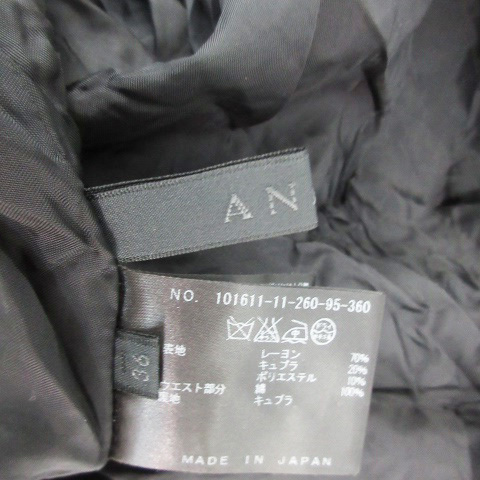 A N
NO. 101611-11-260-95-360
36
表地 レーヨン 70%
キュプラ 20%
ポリエステル 10%
ウエスト部分 綿 100%
裏地 キュプラ
MADE IN JAPAN